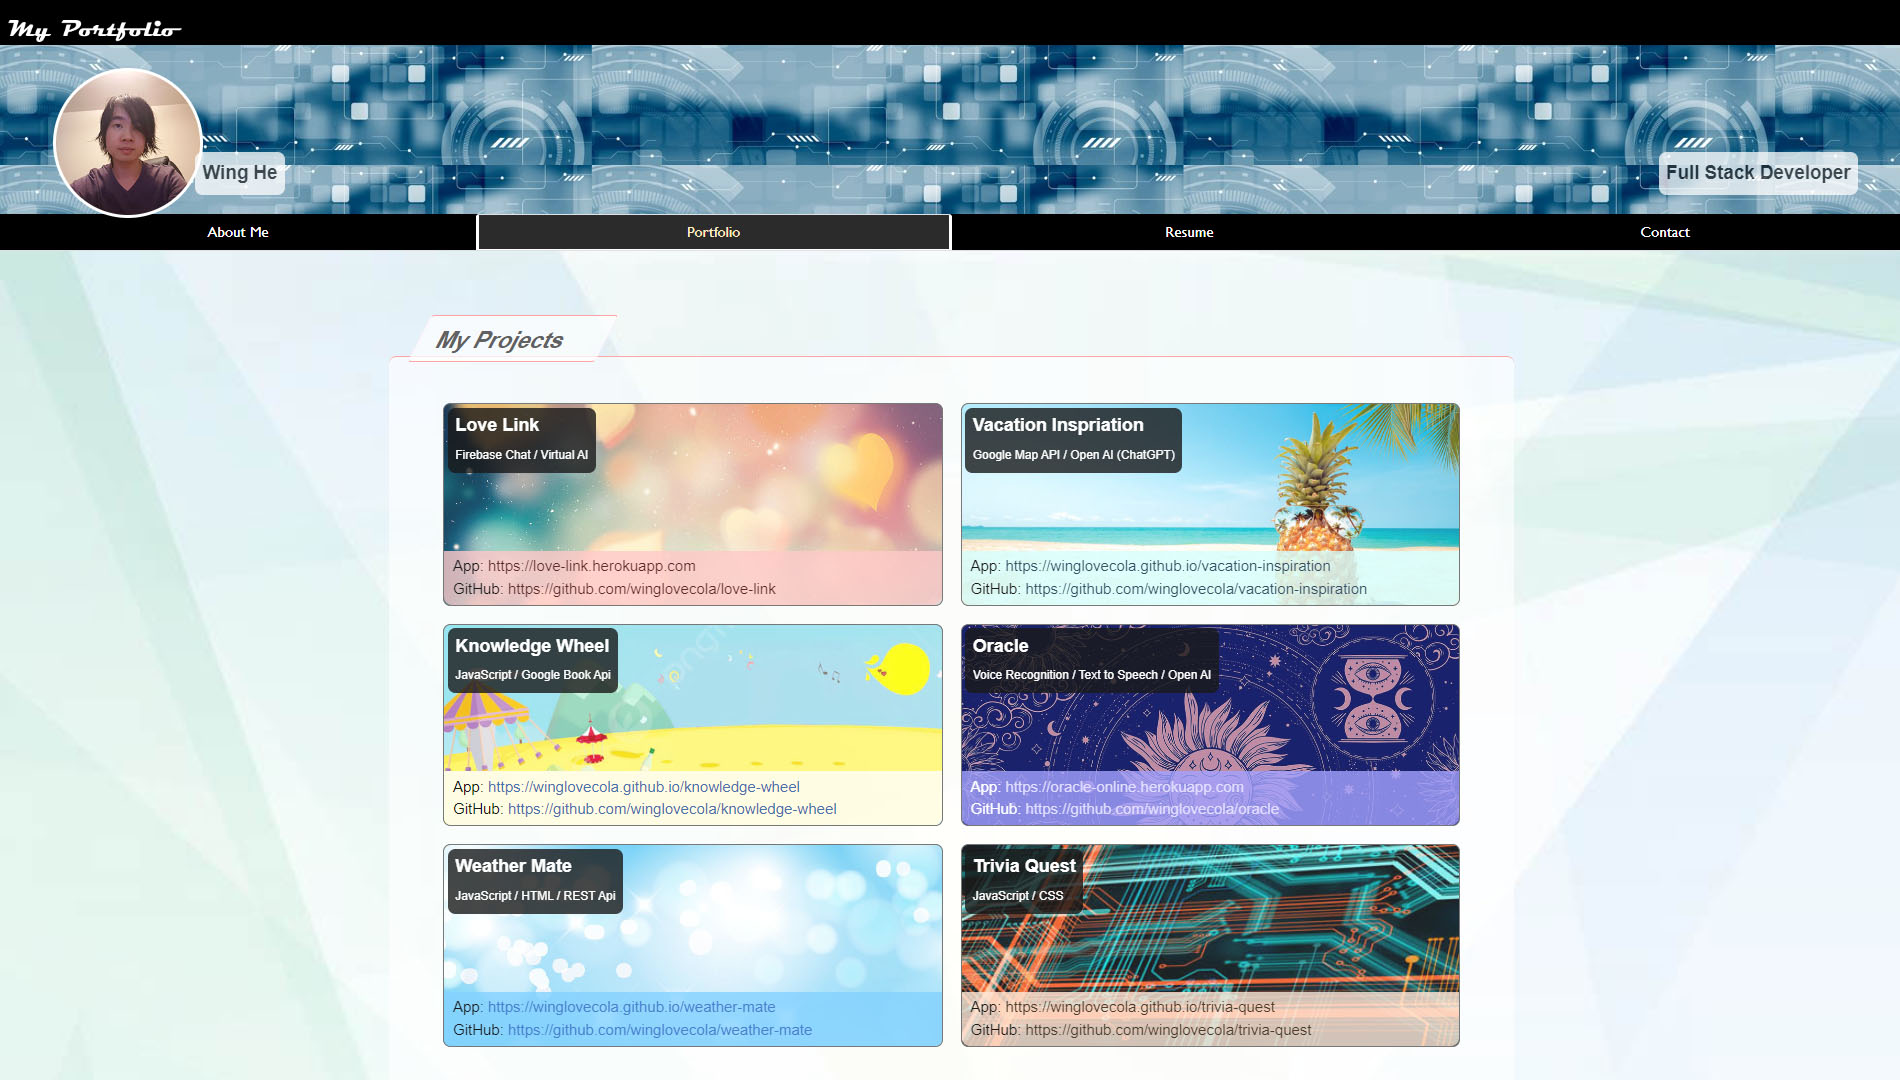 My Portfolio
Wing He
Full Stack Developer
About Me
Portfolio
Resume
Contact
My Projects
Love Link
Firebase Chat / Virtual AI
App: https://love-link.herokuapp.com
GitHub: https://github.com/winglovecola/love-link
Vacation Inspriation
Google Map API / Open AI (ChatGPT)
App: https://winglovecola.github.io/vacation-inspiration
GitHub: https://github.com/winglovecola/vacation-inspiration
Knowledge Wheel
JavaScript / Google Book Api
App: https://winglovecola.github.io/knowledge-wheel
GitHub: https://github.com/winglovecola/knowledge-wheel
Oracle
Voice Recognition / Text to Speech / Open AI
App: https://oracle-online.herokuapp.com
GitHub: https://github.com/winglovecola/oracle
Weather Mate
JavaScript / HTML / REST Api
App: https://winglovecola.github.io/weather-mate
GitHub: https://github.com/winglovecola/weather-mate
Trivia Quest
JavaScript / CSS
App: https://winglovecola.github.io/trivia-quest
GitHub: https://github.com/winglovecola/trivia-quest